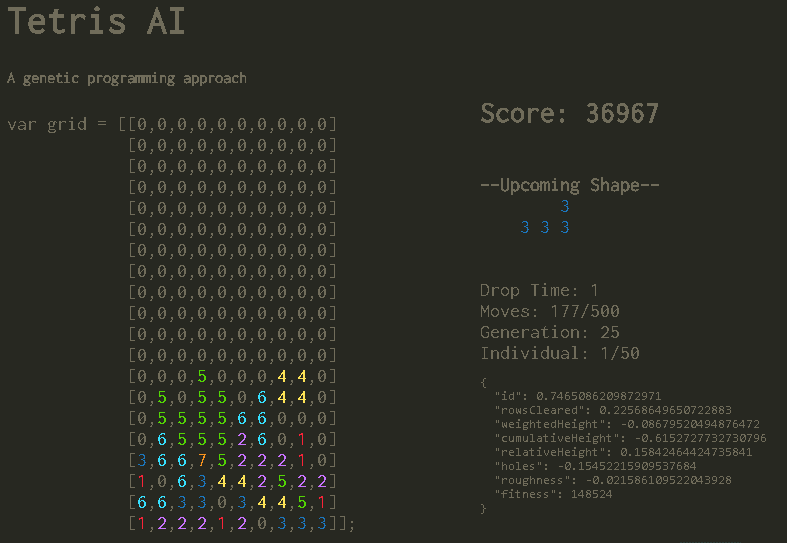 Tetris AI
A genetic programming approach
var grid = [[0,0,0,0,0,0,0,0,0,0]
[0,0,0,0,0,0,0,0,0,0]
[0,0,0,0,0,0,0,0,0,0]
[0,0,0,0,0,0,0,0,0,0]
[0,0,0,0,0,0,0,0,0,0]
[0,0,0,0,0,0,0,0,0,0]
[0,0,0,0,0,0,0,0,0,0]
[0,0,0,0,0,0,0,0,0,0]
[0,0,0,0,0,0,0,0,0,0]
[0,0,0,0,0,0,0,0,0,0]
[0,0,0,0,0,0,0,0,0,0]
[0,0,0,0,0,0,0,0,0,0]
[0,0,0,5,0,0,0,4,4,0]
[0,5,0,5,5,0,6,4,4,0]
[0,5,5,5,5,6,6,0,0,0]
[0,6,5,5,5,2,6,0,1,0]
[3,6,6,7,5,2,2,2,1,0]
[1,0,6,3,4,4,2,5,2,2]
[6,6,3,3,0,3,4,4,5,1]
[1,2,2,2,1,2,0,3,3,3]];
Score: 36967
--Upcoming Shape--
3
3 3 3
Drop Time: 1
Moves: 177/500
Generation: 25
Individual: 1/50
{
"id": 0.7465086209872971
"rowsCleared": 0.22568649650722883
"weightedHeight": -0.08679520494876472
"cumulativeHeight": -0.6152727732730796
"relativeHeight": 0.15842464424735841
"holes": -0.15452215909537684
"roughness": -0.021586109522043928
"fitness": 148524
}